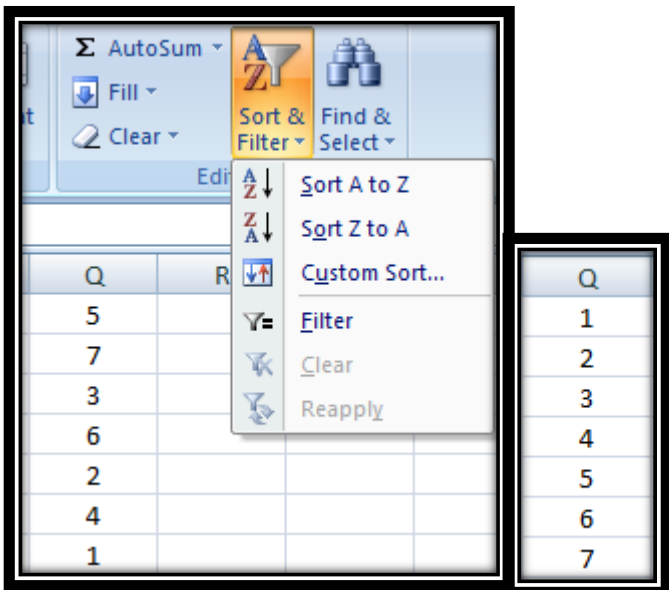 Σ AutoSum
Fill
Clear
Sort &
Filter
Find &
Select
t
Edi
Sort A to Z
Sort Z to A
Custom Sort...
Filter
Clear
Reapply
Q R
5
7
3
6
2
4
1
Q
1
2
3
4
5
6
7